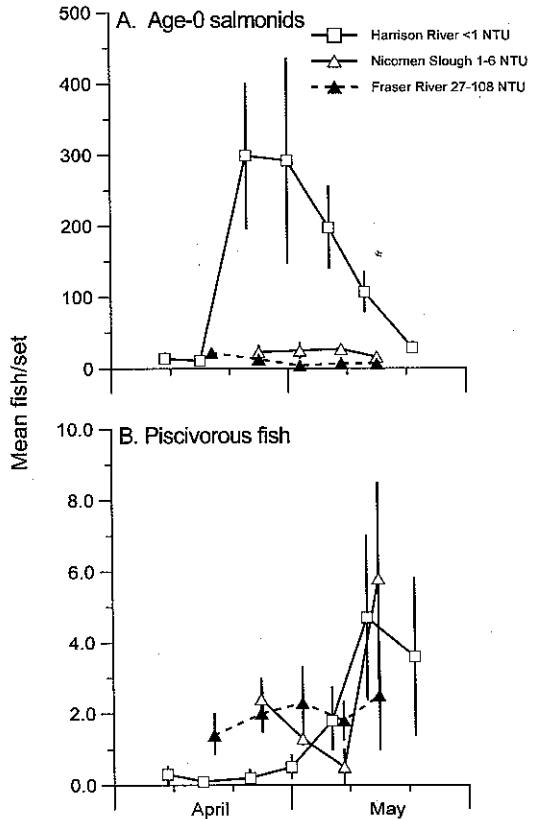 A. Age-0 salmonids
Harrison River <1 NTU
Nicomen Slough 1-6 NTU
Fraser River 27-108 NTU
500
400
300
200
100
0
Mean fish/set
B. Piscivorous fish
10.0
8.0
6.0
4.0
2.0
0.0
April
May